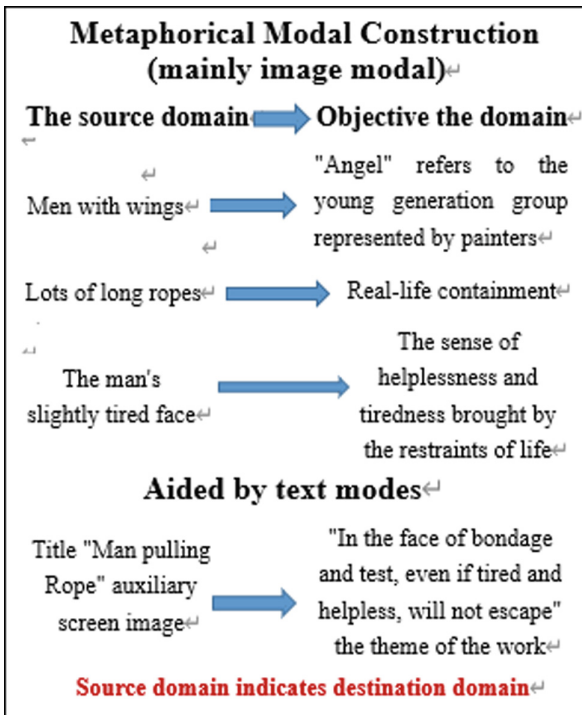 Metaphorical Modal Construction
(mainly image modal)↵
The source domain Objective the domain↵
↵
↵
Men with wings↵
"Angel" refers to the
young generation group
represented by painters↵
↵
Lots of long ropes↵
Real-life containment↵
↵
The man's
slightly tired face↵
The sense of
helplessness and
tiredness brought by
the restraints of life↵
Aided by text modes↵
Title "Man pulling
Rope" auxiliary
screen image↵
"In the face of bondage
and test, even if tired and
helpless, will not escape"
the theme of the work↵
Source domain indicates destination domain↵